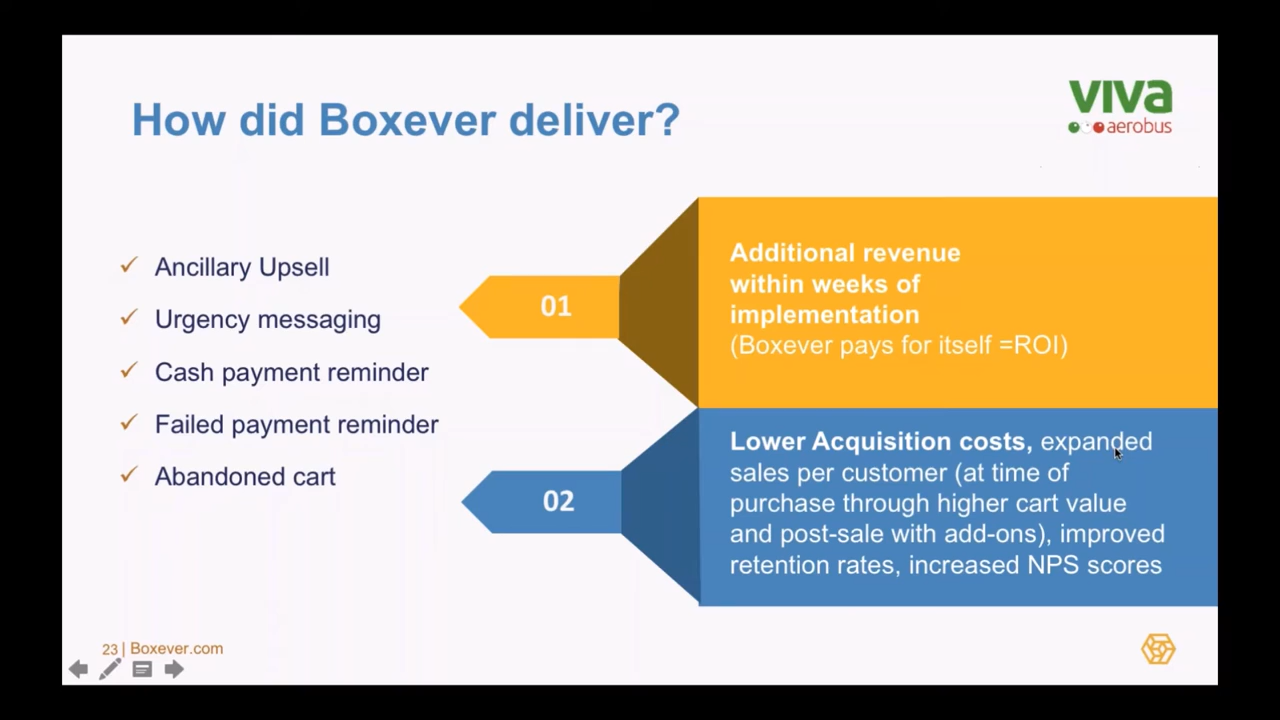 How did Boxever deliver?
viva
aerobus
Ancillary Upsell
Urgency messaging
Cash payment reminder
Failed payment reminder
Abandoned cart
01
Additional revenue
within weeks of
implementation
(Boxever pays for itself =ROI)
02
Lower Acquisition costs, expanded
sales per customer (at time of
purchase through higher cart value
and post-sale with add-ons), improved
retention rates, increased NPS scores
23 | Boxever.com